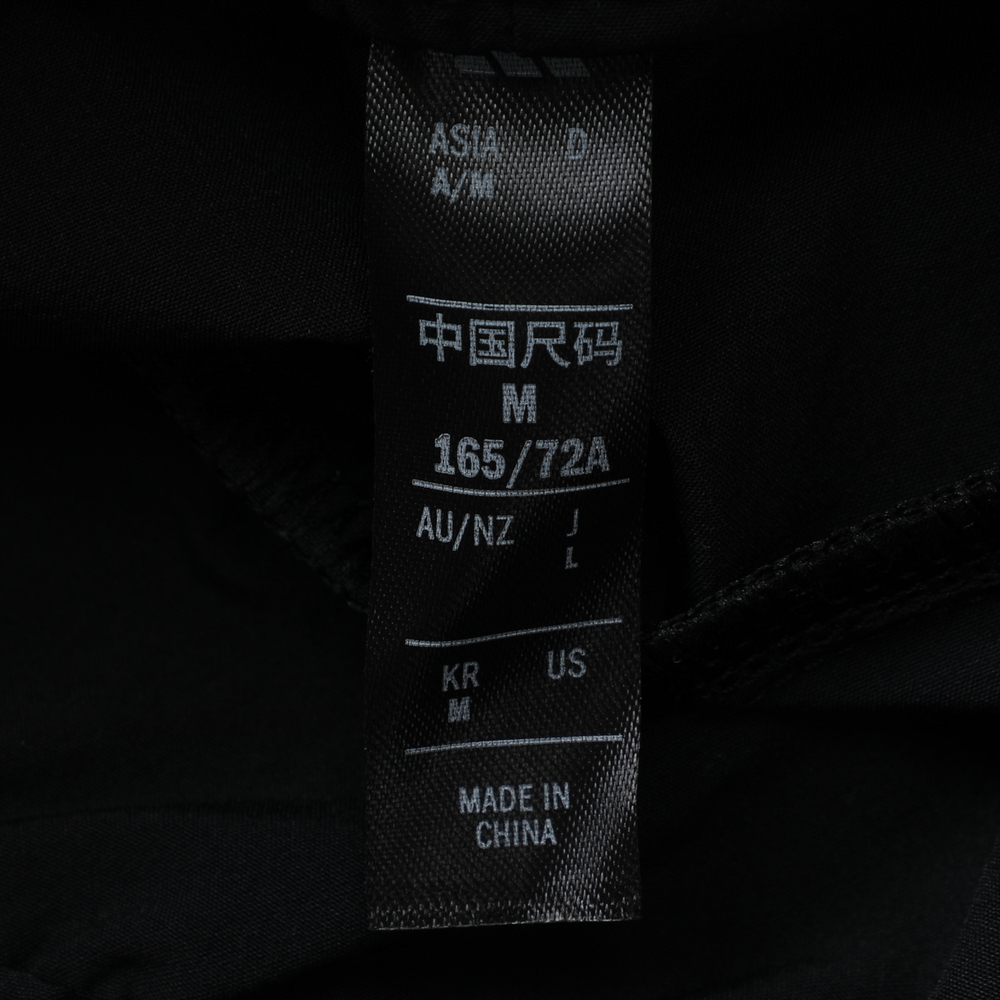 ASIA D
A/M
中国尺码
M
165/72A
AU/NZ J
L
KR US
M
MADE IN
CHINA